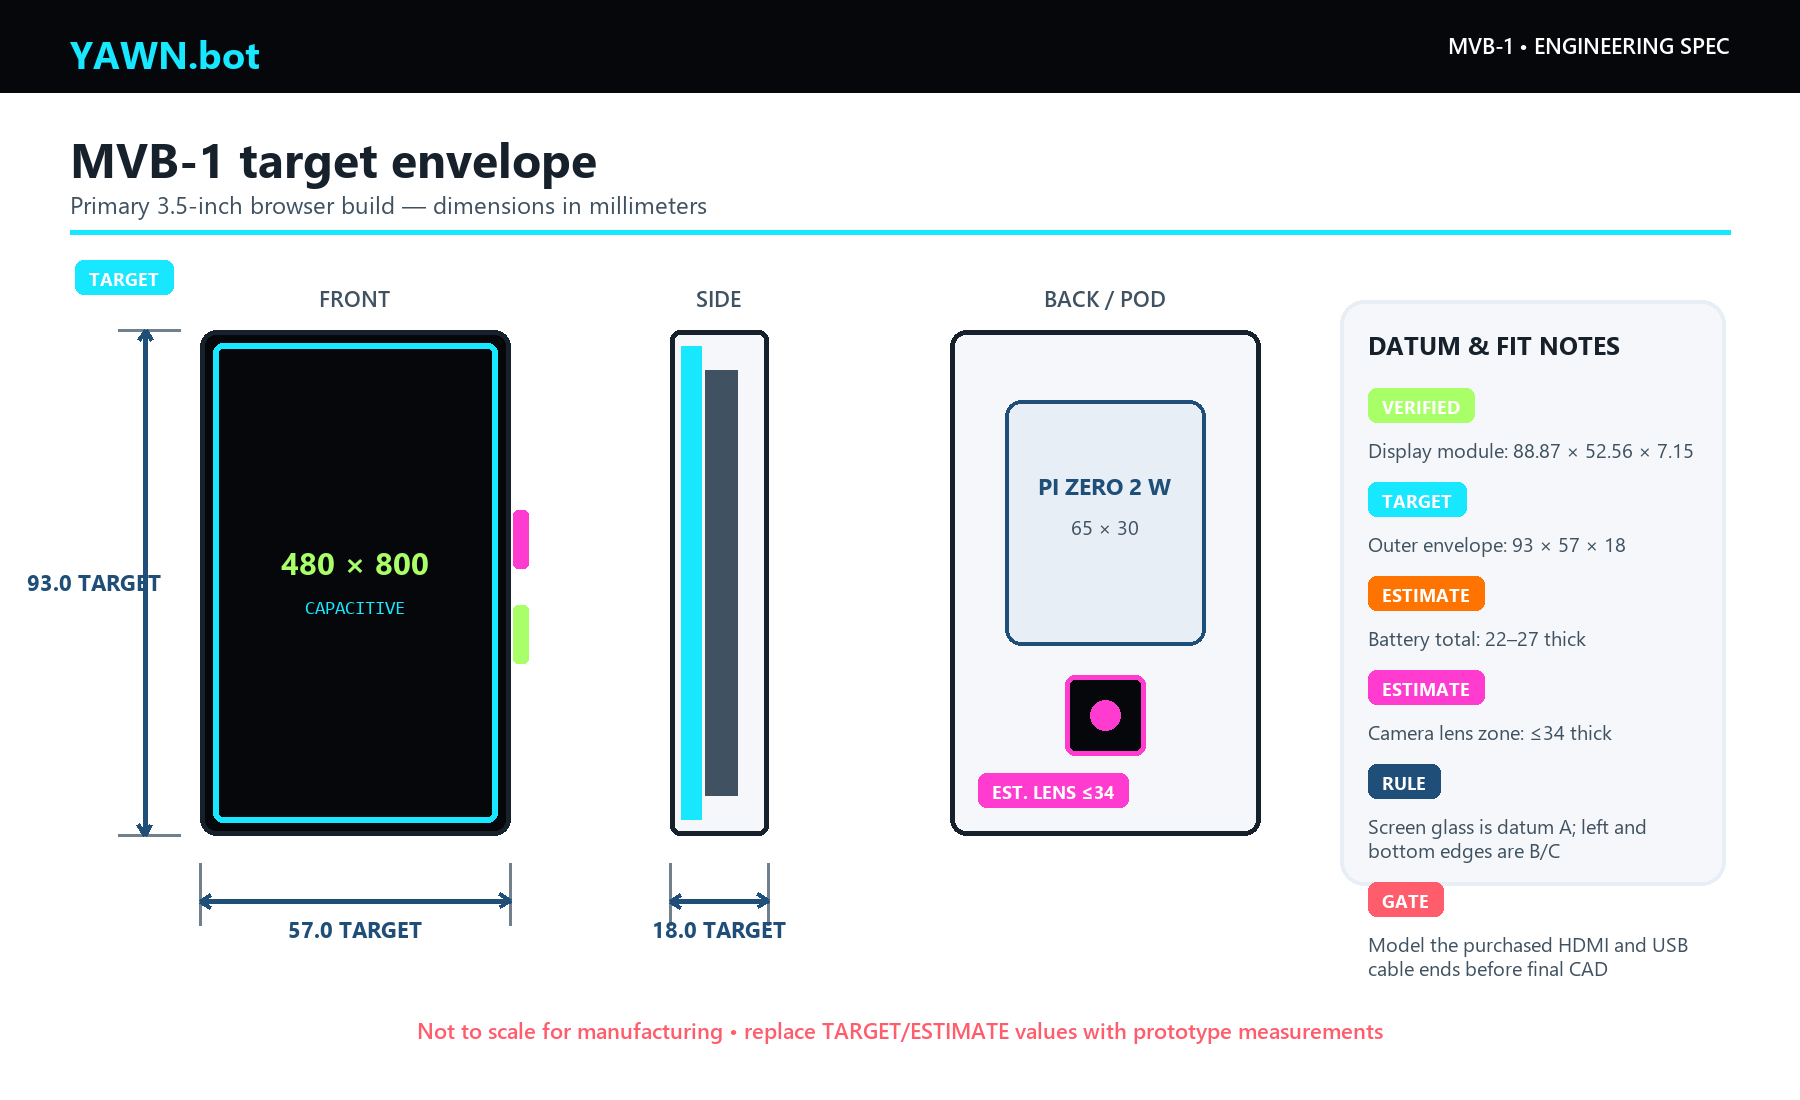 YAWN.bot
MVB-1 • ENGINEERING SPEC
MVB-1 target envelope
Primary 3.5-inch browser build — dimensions in millimeters
TARGET
FRONT
SIDE
BACK / POD
93.0 TARGET
480 × 800
CAPACITIVE
57.0 TARGET
18.0 TARGET
PI ZERO 2 W
65 × 30
EST. LENS ≤34
DATUM & FIT NOTES
VERIFIED
Display module: 88.87 × 52.56 × 7.15
TARGET
Outer envelope: 93 × 57 × 18
ESTIMATE
Battery total: 22–27 thick
ESTIMATE
Camera lens zone: ≤34 thick
RULE
Screen glass is datum A; left and
bottom edges are B/C
GATE
Model the purchased HDMI and USB
cable ends before final CAD
Not to scale for manufacturing • replace TARGET/ESTIMATE values with prototype measurements